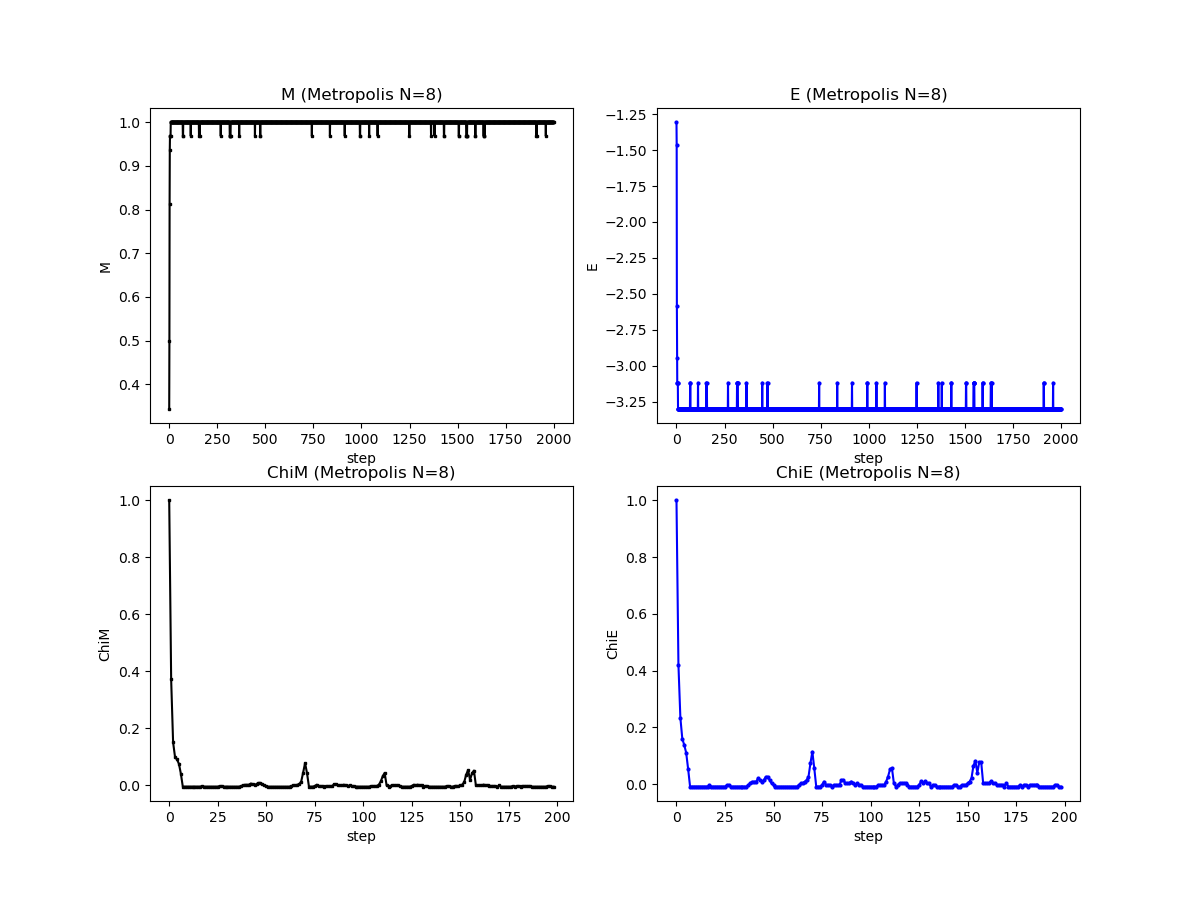 M (Metropolis N=8)
1.0
0.9
0.8
0.7
0.6
0.5
0.4
M
0 250 500 750 1000 1250 1500 1750 2000
step
E (Metropolis N=8)
−1.25
−1.50
−1.75
−2.00
−2.25
−2.50
−2.75
−3.00
−3.25
E
0 250 500 750 1000 1250 1500 1750 2000
step
ChiM (Metropolis N=8)
1.0
0.8
0.6
0.4
0.2
0.0
ChiM
0 25 50 75 100 125 150 175 200
step
ChiE (Metropolis N=8)
1.0
0.8
0.6
0.4
0.2
0.0
ChiE
0 25 50 75 100 125 150 175 200
step